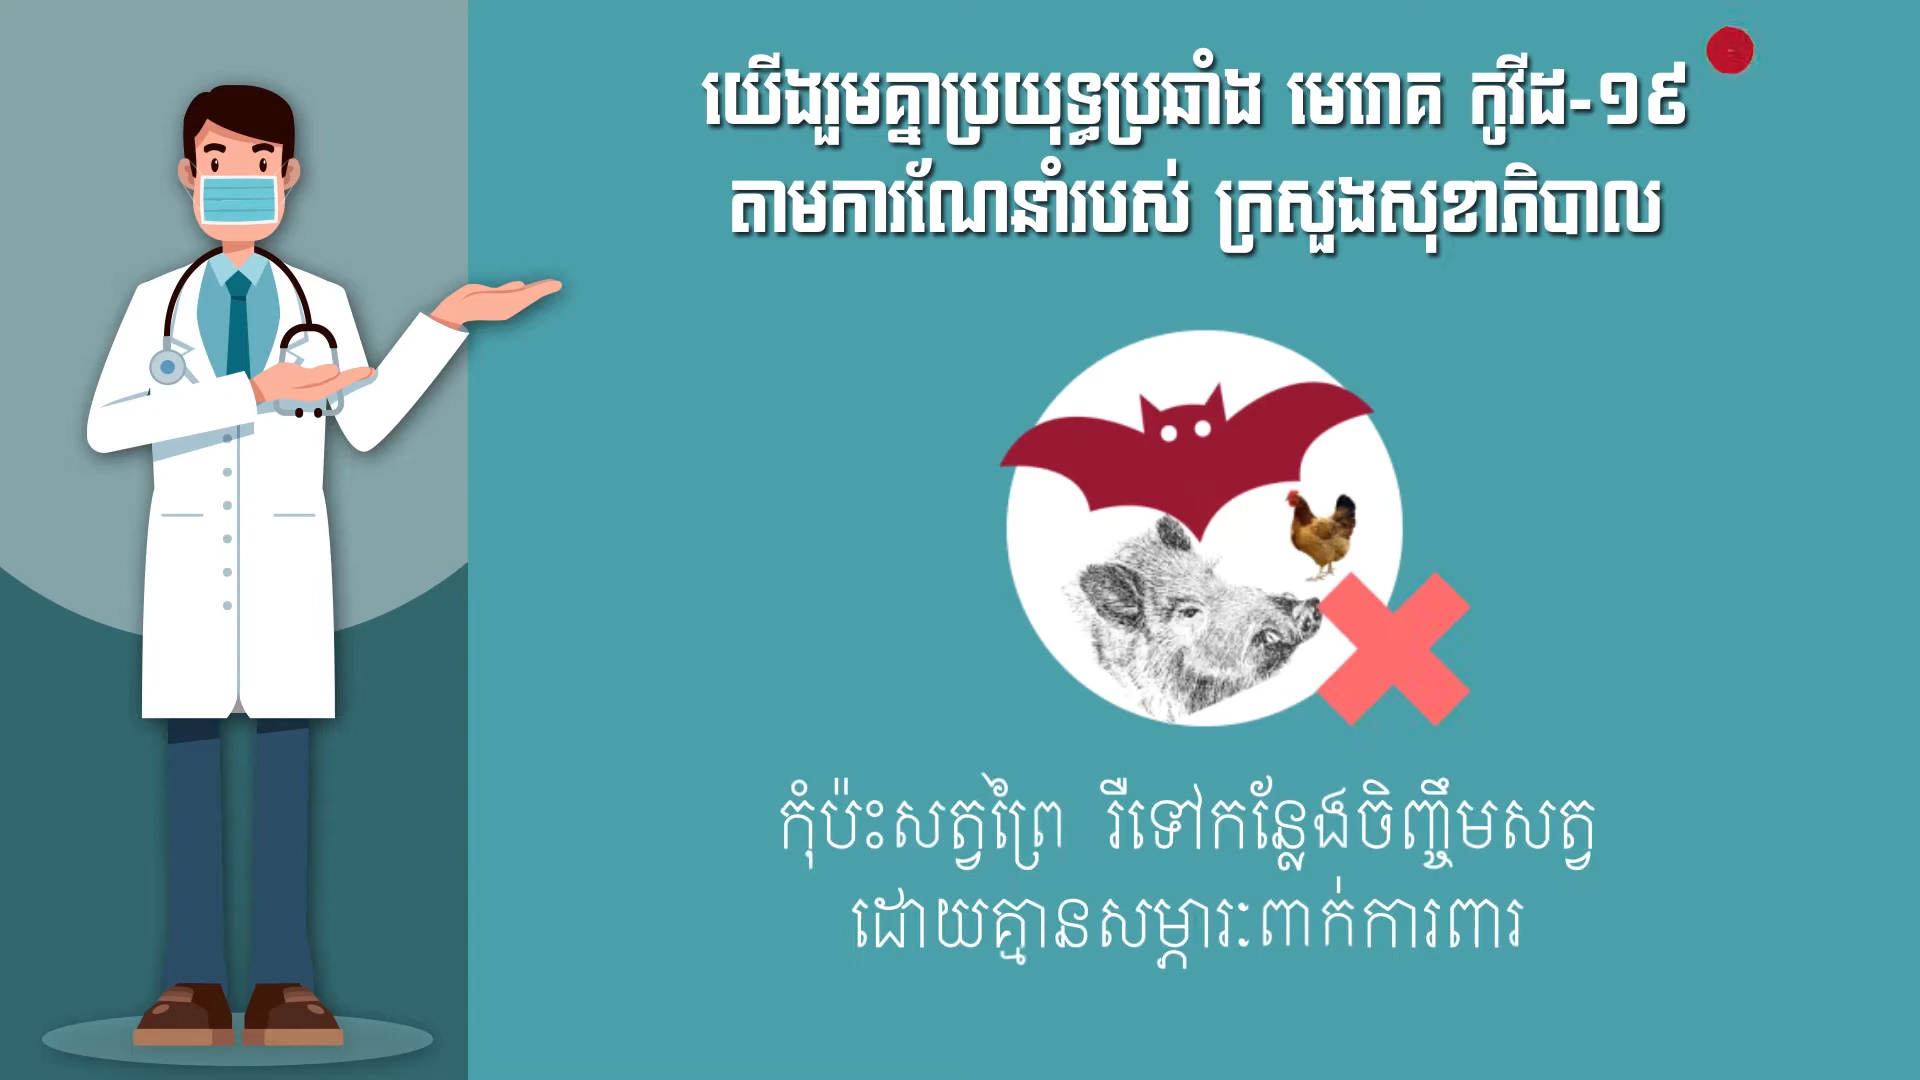 យើងរួមគ្នាប្រយុទ្ធប្រឆាំង មេរោគ កូវីដ-១៩
តាមការណែនាំរបស់ ក្រសួងសុខាភិបាល
កុំប៉ះសត្វព្រៃ រឺទៅកន្លែងចិញ្ចឹមសត្វ
ដោយគ្មានសម្ភារៈពាក់ការពារ